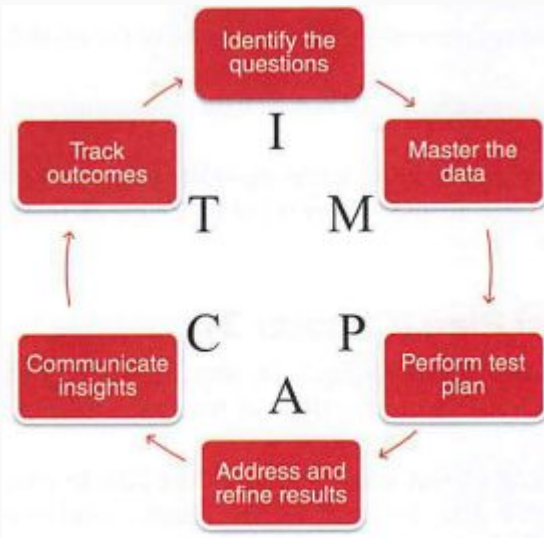 Identify the
questions
I
Master the
data
M
Perform test
plan
P
Address and
refine results
A
Communicate
insights
C
Track
outcomes
T